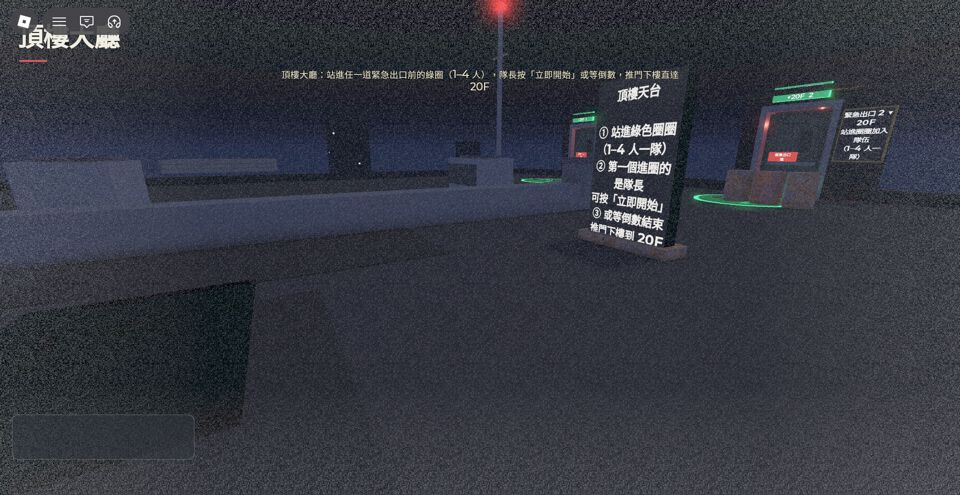 頂樓大廳
頂樓大廳：站進任一道緊急出口前的綠圈（1–4 人），隊長按「立即開始」或等倒數，推門下樓直達
20F
頂樓天台
① 站進綠色圈圈
（1–4 人一隊）
② 第一個進圈的
是隊長
可按「立即開始」
③ 或等倒數結束
推門下樓到 20F
20F 2
緊急出口 2
20F
站進圈圈加入
隊伍
（1–4 人一
隊）